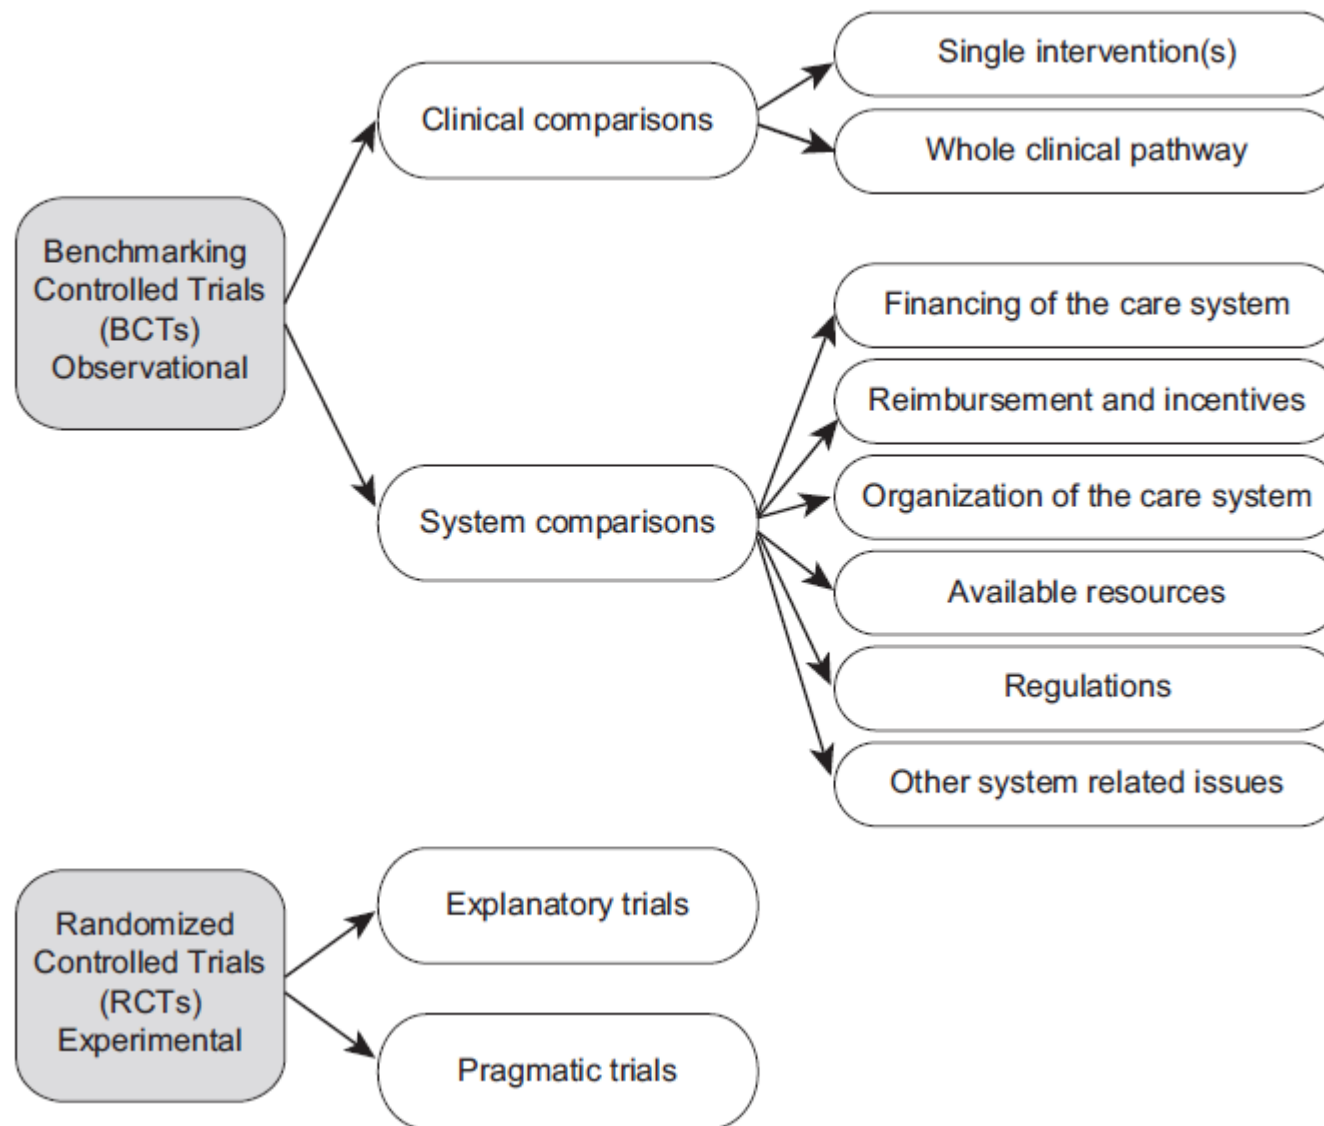 Benchmarking
Controlled Trials
(BCTs)
Observational
Clinical comparisons
Single intervention(s)
Whole clinical pathway
System comparisons
Financing of the care system
Reimbursement and incentives
Organization of the care system
Available resources
Regulations
Other system related issues
Randomized
Controlled Trials
(RCTs)
Experimental
Explanatory trials
Pragmatic trials